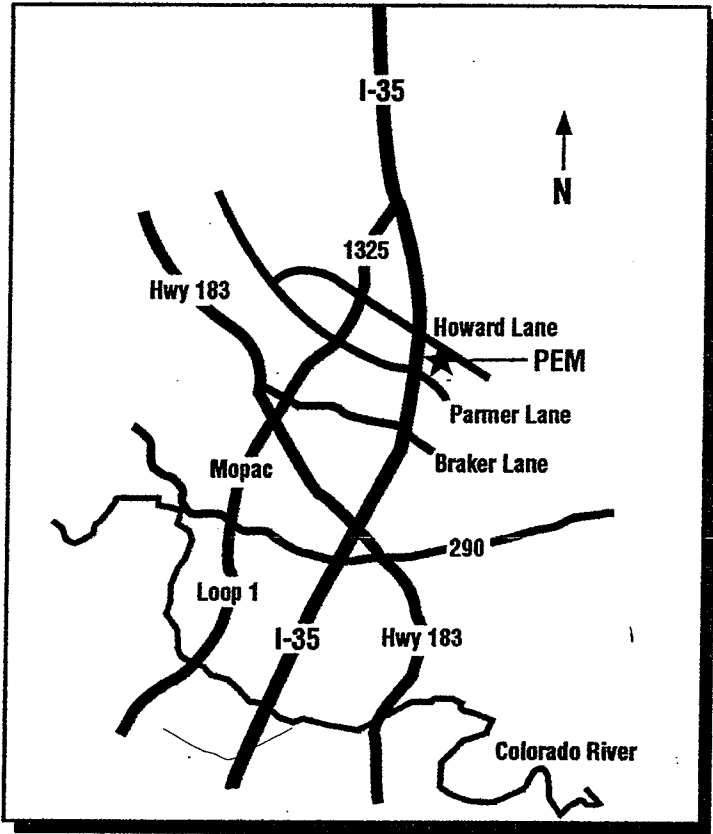 I-35
N
1325
Hwy 183
Howard Lane
PEM
Parmer Lane
Braker Lane
Mopac
290
Loop 1
I-35
Hwy 183
Colorado River